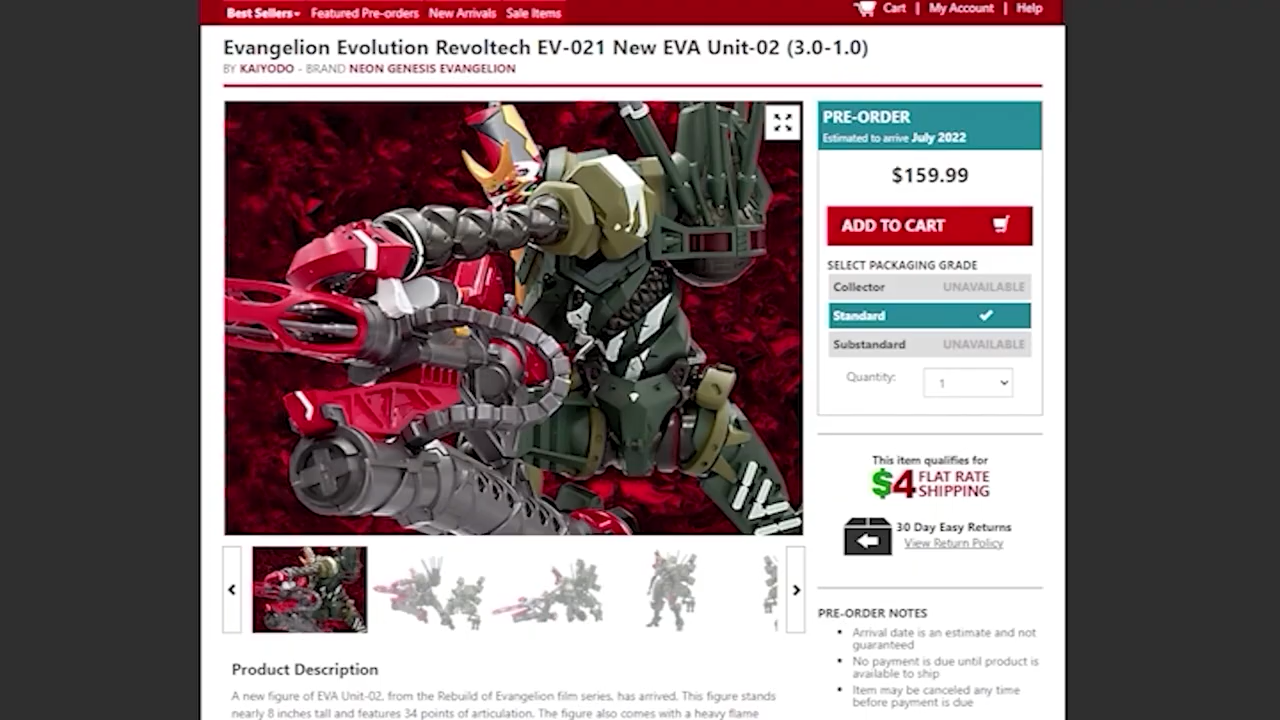 Best Sellers Featured Pre-orders New Arrivals Sale Items Cart | My Account | Help
Evangelion Evolution Revoltech EV-021 New EVA Unit-02 (3.0-1.0)
BY KAIYODO - BRAND NEON GENESIS EVANGELION
PRE-ORDER
Estimated to arrive July 2022
$159.99
ADD TO CART
SELECT PACKAGING GRADE
Collector UNAVAILABLE
Standard
Substandard UNAVAILABLE
Quantity: 1
This item qualifies for
$4 FLAT RATE
SHIPPING
30 Day Easy Returns
View Return Policy
PRE-ORDER NOTES
Arrival date is an estimate and not
guaranteed
No payment is due until product is
available to ship
Item may be canceled any time
before payment is due
Product Description
A new figure of EVA Unit-02, from the Rebuild of Evangelion film series, has arrived. This figure stands
nearly 8 inches tall and features 34 points of articulation. The figure also comes with a heavy flame